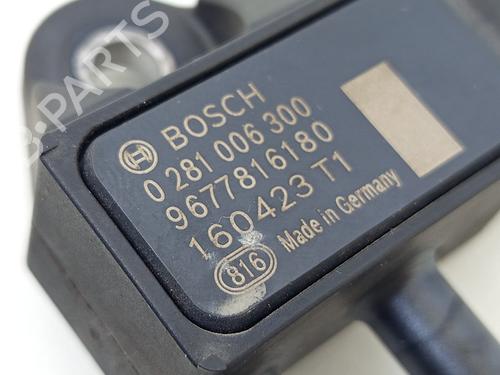 BOSCH
0 281 006 300
9677816180
160423 T1
816 Made in Germany
B-PARTS